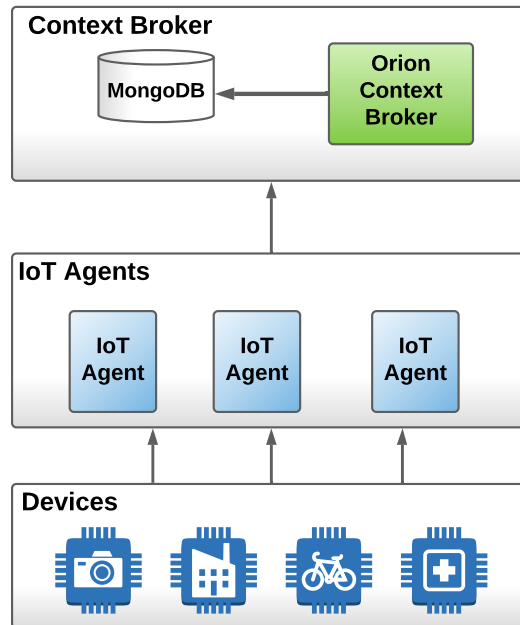 Context Broker
MongoDB
Orion
Context
Broker
IoT Agents
IoT
Agent
IoT
Agent
IoT
Agent
Devices